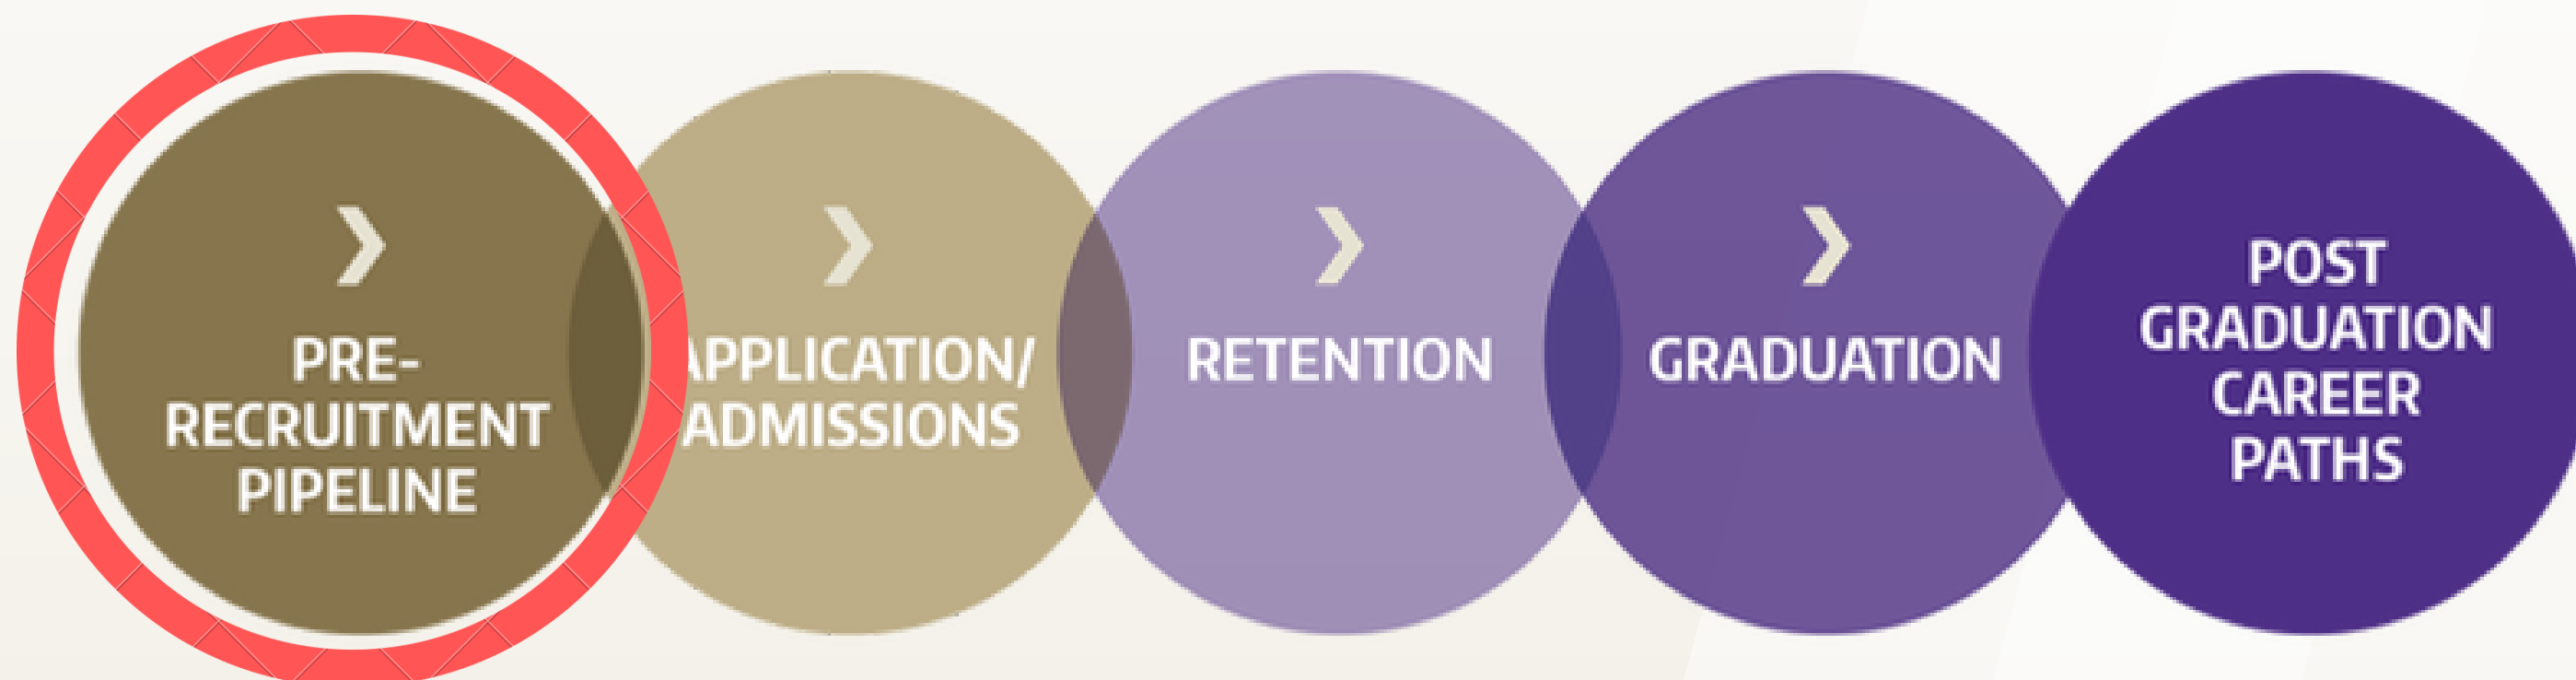 PRE-
RECRUITMENT
PIPELINE
APPLICATION/
ADMISSIONS
RETENTION
GRADUATION
POST
GRADUATION
CAREER
PATHS